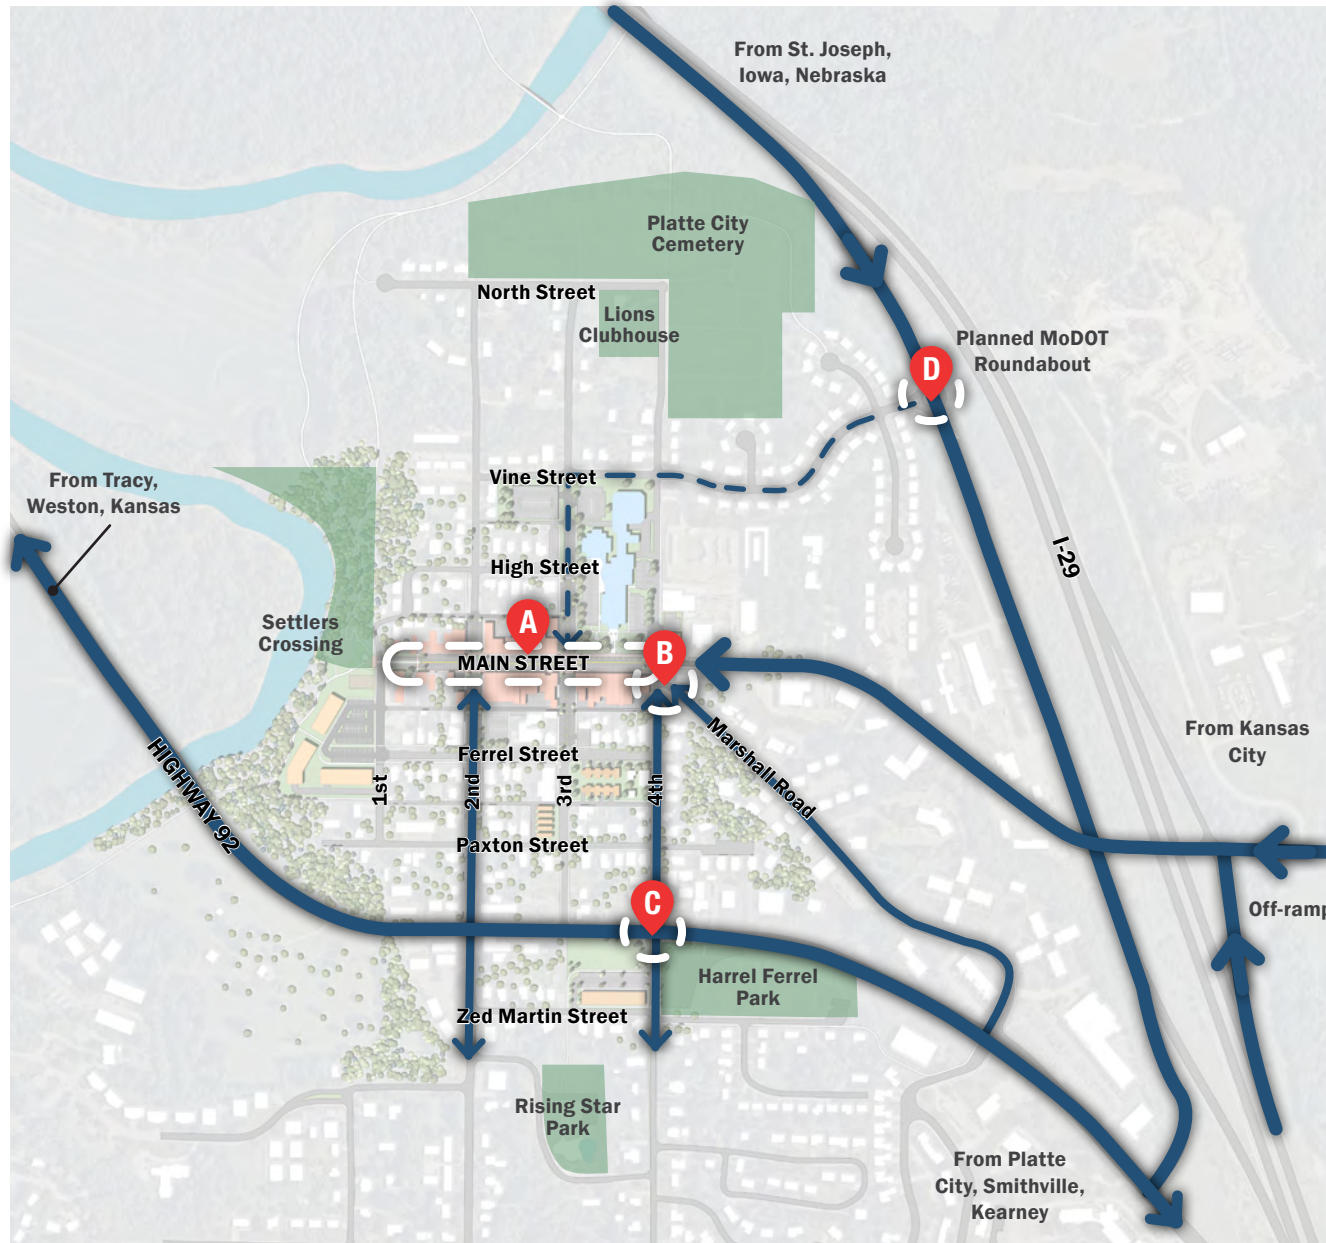 From St. Joseph,
Iowa, Nebraska
Platte City
Cemetery
North Street
Lions
Clubhouse
Planned MoDOT
Roundabout
D
From Tracy,
Weston, Kansas
Vine Street
I-29
High Street
Settlers
Crossing
A
MAIN STREET
B
Marshall Road
From Kansas
City
HIGHWAY 92
Ferrel Street
1st
2nd
3rd
4th
Paxton Street
C
Off-ramp
Harrel Ferrel
Park
Zed Martin Street
Rising Star
Park
From Platte
City, Smithville,
Kearney